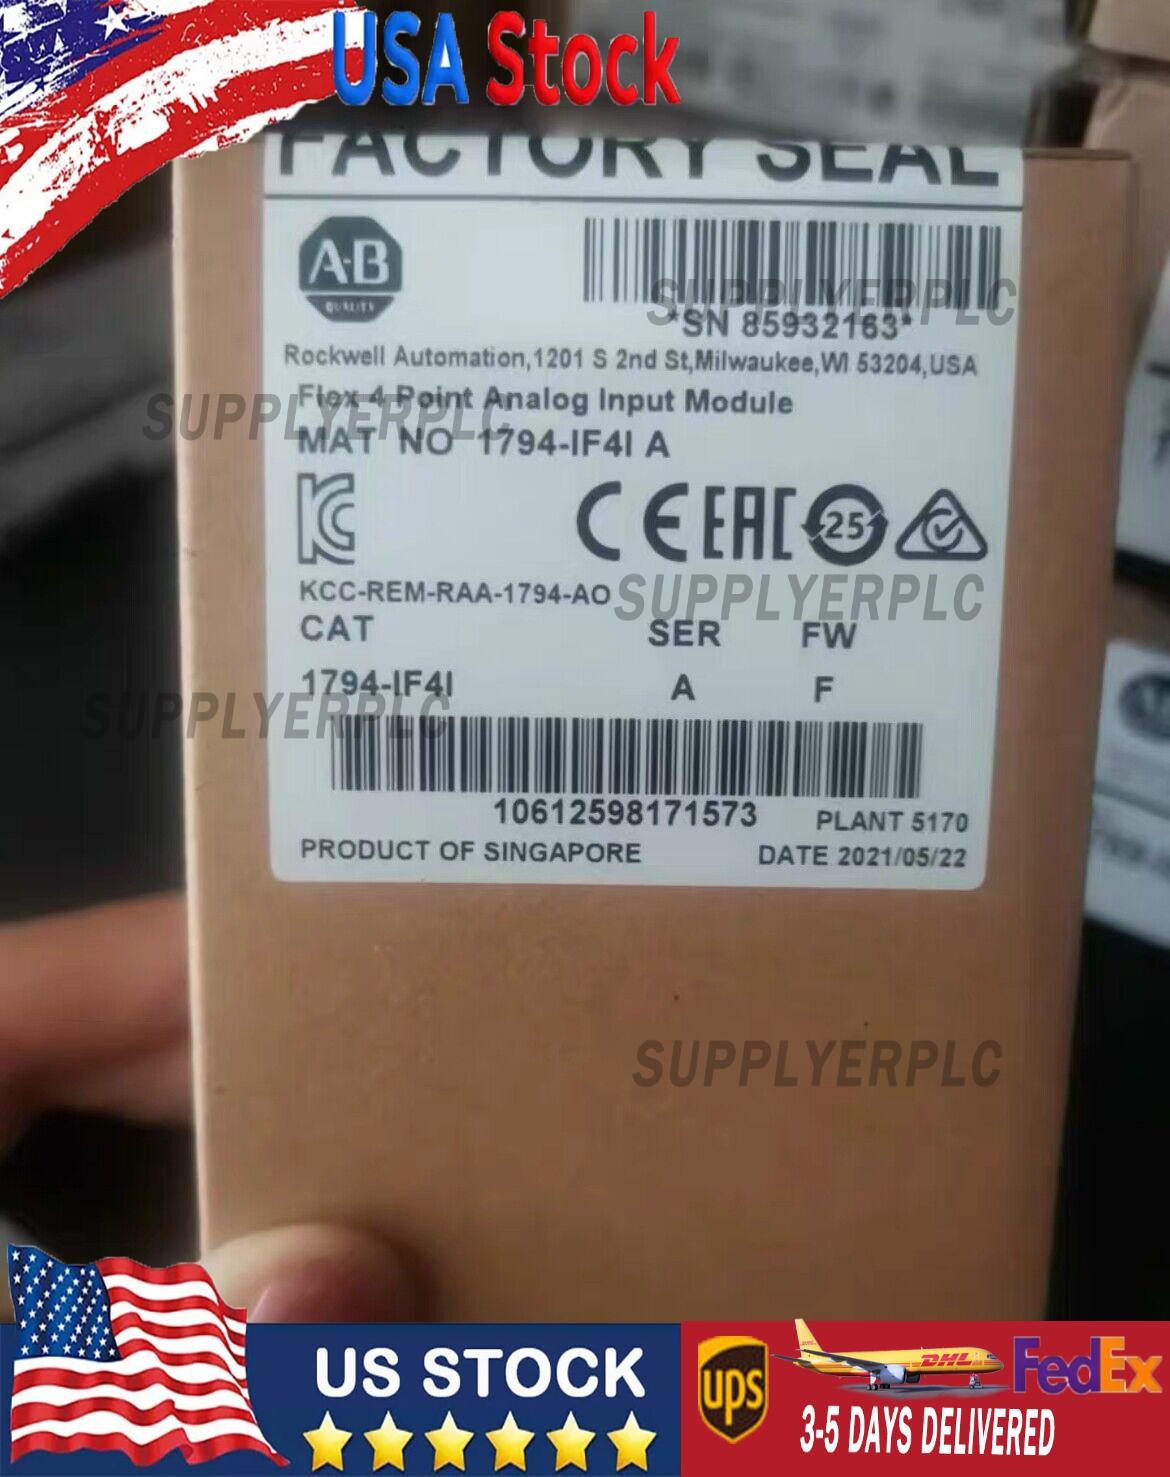 USA Stock
FACTORY SEAL
A-B
QUALITY
*SN 85932163*
SUPPLYERPLC
Rockwell Automation,1201 S 2nd St,Milwaukee,WI 53204,USA
Flex 4 Point Analog Input Module
SUPPLYERPLC
MAT NO 1794-IF4I A
CE EAC 25
KCC-REM-RAA-1794-AO
SUPPLYERPLC
CAT SER FW
1794-IF4I A F
SUPPLYERPLC
10612598171573 PLANT 5170
PRODUCT OF SINGAPORE DATE 2021/05/22
SUPPLYERPLC
US STOCK
ups DHL FedEx
3-5 DAYS DELIVERED